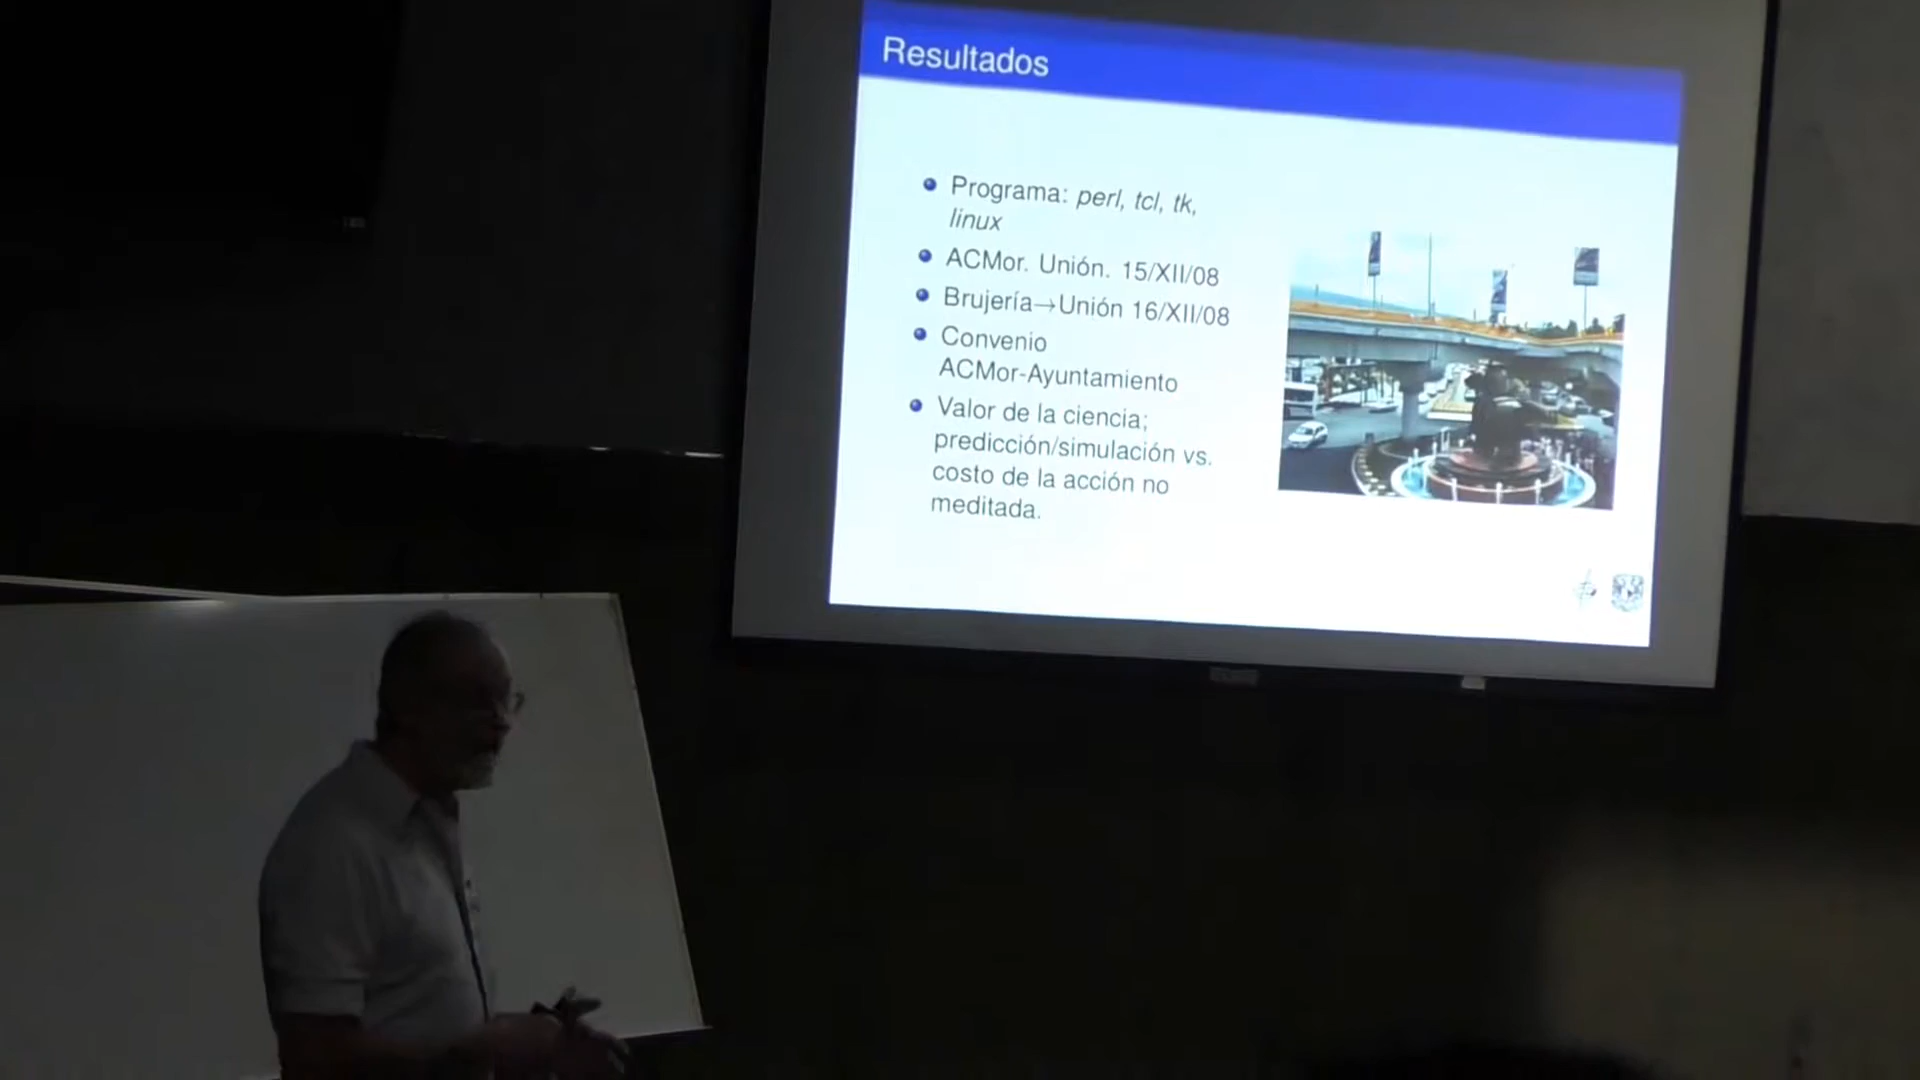 Resultados
Programa: perl, tcl, tk,
linux
ACMor. Unión. 15/XII/08
Brujería→Unión 16/XII/08
Convenio
ACMor-Ayuntamiento
Valor de la ciencia;
predicción/simulación vs.
costo de la acción no
meditada.